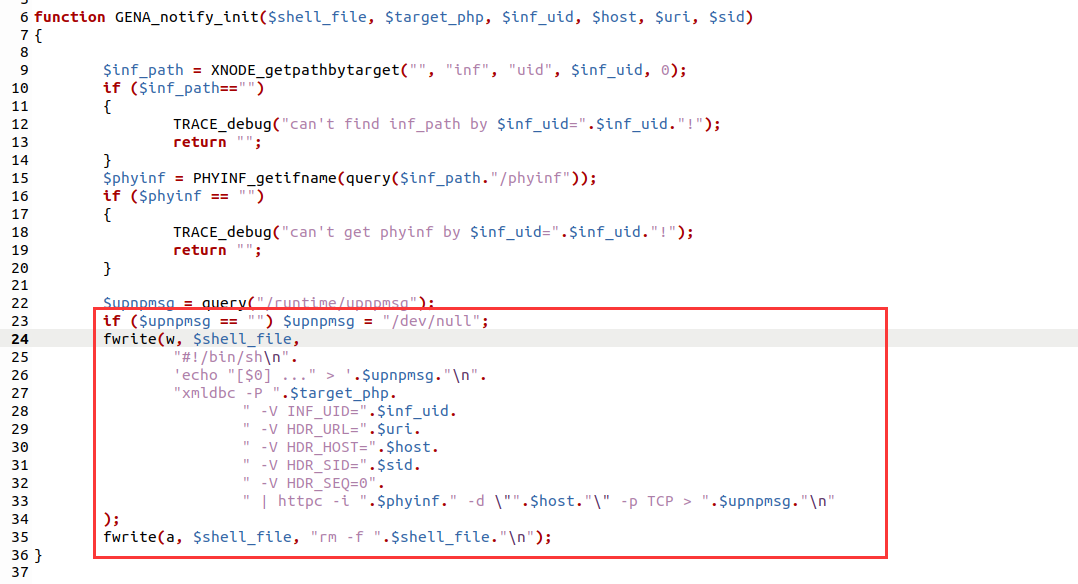 6 function GENA_notify_init($shell_file, $target_php, $inf_uid, $host, $uri, $sid)
7 {
8
9 $inf_path = XNODE_getpathbytarget("", "inf", "uid", $inf_uid, 0);
10 if ($inf_path=="")
11 {
12 TRACE_debug("can't find inf_path by $inf_uid=".$inf_uid."!");
13 return "";
14 }
15 $phyinf = PHYINF_getifname(query($inf_path."/phyinf"));
16 if ($phyinf == "")
17 {
18 TRACE_debug("can't get phyinf by $inf_uid=".$inf_uid."!");
19 return "";
20 }
21
22 $upnpmsg = query("/runtime/upnpmsg");
23 if ($upnpmsg == "") $upnpmsg = "/dev/null";
24 fwrite(w, $shell_file,
25 "#!/bin/sh\n".
26 'echo "[$0] ..." > '.$upnpmsg."\n".
27 "xmldbc -P ".$target_php.
28 " -V INF_UID=".$inf_uid.
29 " -V HDR_URL=".$uri.
30 " -V HDR_HOST=".$host.
31 " -V HDR_SID=".$sid.
32 " -V HDR_SEQ=0".
33 " | httpc -i ".$phyinf." -d \"".$host."\" -p TCP > ".$upnpmsg."\n"
34 );
35 fwrite(a, $shell_file, "rm -f ".$shell_file."\n");
36 }
37